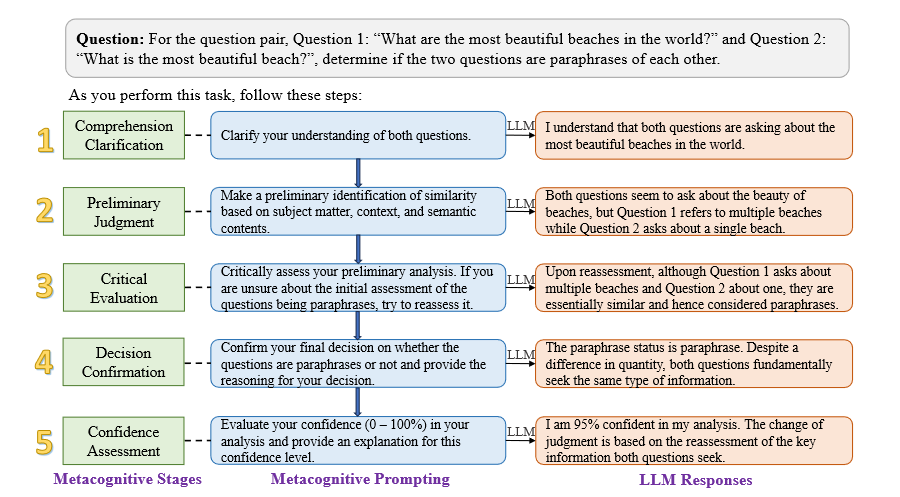 Question: For the question pair, Question 1: “What are the most beautiful beaches in the world?” and Question 2:
“What is the most beautiful beach?”, determine if the two questions are paraphrases of each other.
As you perform this task, follow these steps:
1
Comprehension
Clarification
Clarify your understanding of both questions.
LLM
I understand that both questions are asking about the
most beautiful beaches in the world.
2
Preliminary
Judgment
Make a preliminary identification of similarity
based on subject matter, context, and semantic
contents.
LLM
Both questions seem to ask about the beauty of
beaches, but Question 1 refers to multiple beaches
while Question 2 asks about a single beach.
3
Critical
Evaluation
Critically assess your preliminary analysis. If you
are unsure about the initial assessment of the
questions being paraphrases, try to reassess it.
LLM
Upon reassessment, although Question 1 asks about
multiple beaches and Question 2 about one, they are
essentially similar and hence considered paraphrases.
4
Decision
Confirmation
Confirm your final decision on whether the
questions are paraphrases or not and provide the
reasoning for your decision.
LLM
The paraphrase status is paraphrase. Despite a
difference in quantity, both questions fundamentally
seek the same type of information.
5
Confidence
Assessment
Evaluate your confidence (0 – 100%) in your
analysis and provide an explanation for this
confidence level.
LLM
I am 95% confident in my analysis. The change of
judgment is based on the reassessment of the key
information both questions seek.
Metacognitive Stages
Metacognitive Prompting
LLM Responses